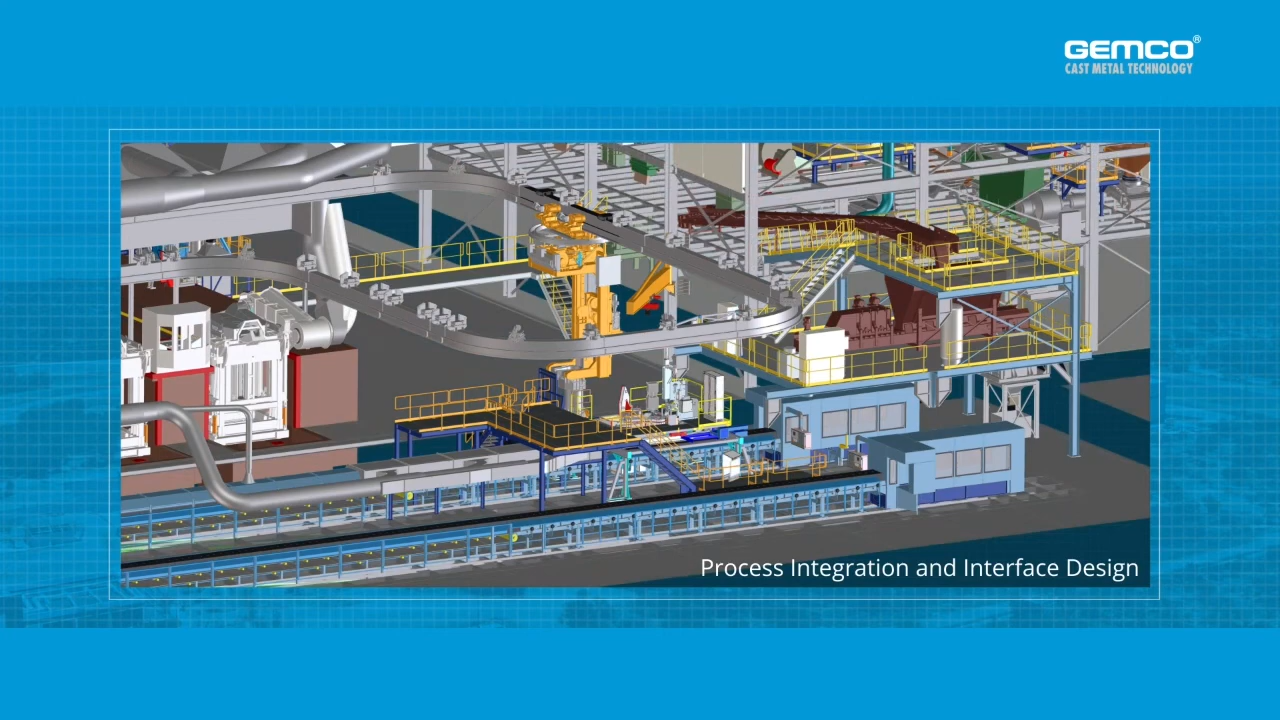 GEMCO®
CAST METAL TECHNOLOGY
Process Integration and Interface Design